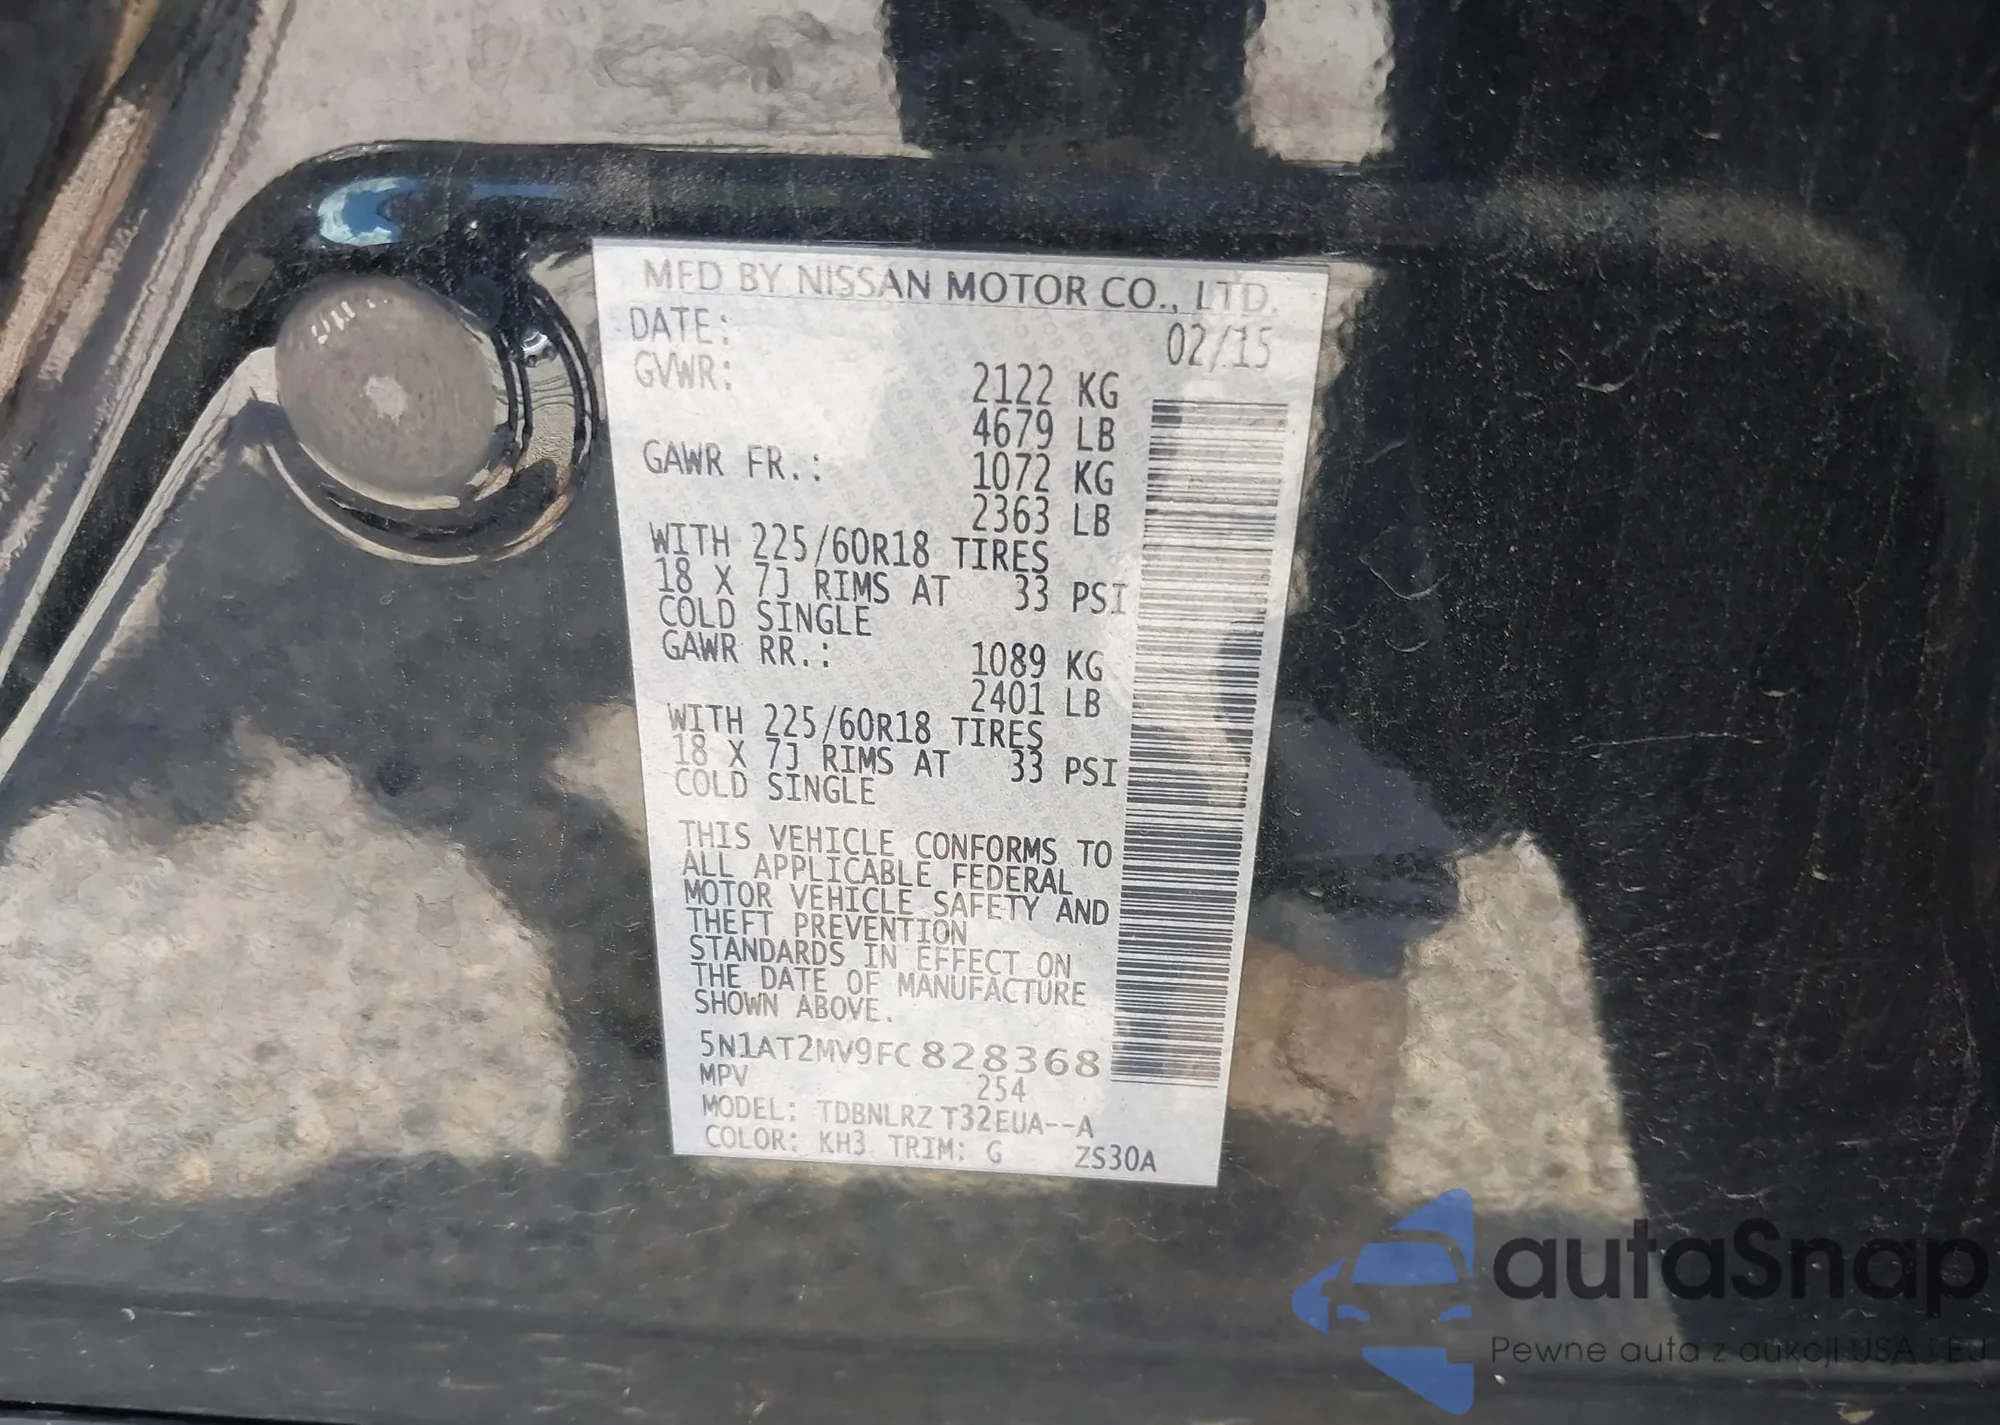 MFD BY NISSAN MOTOR CO., LTD.
DATE: 02/15
GVWR: 2122 KG
4679 LB
GAWR FR.: 1072 KG
2363 LB
WITH 225/60R18 TIRES
18 X 7J RIMS AT 33 PSI
COLD SINGLE
GAWR RR.: 1089 KG
2401 LB
WITH 225/60R18 TIRES
18 X 7J RIMS AT 33 PSI
COLD SINGLE
THIS VEHICLE CONFORMS TO
ALL APPLICABLE FEDERAL
MOTOR VEHICLE SAFETY AND
THEFT PREVENTION
STANDARDS IN EFFECT ON
THE DATE OF MANUFACTURE
SHOWN ABOVE.
5N1AT2MV9FC828368
MPV 254
MODEL: TDBNLRZ T32EUA--A
COLOR: KH3 TRIM: G ZS30A
autaSnap
Pewne auta z aukcji USA i EU